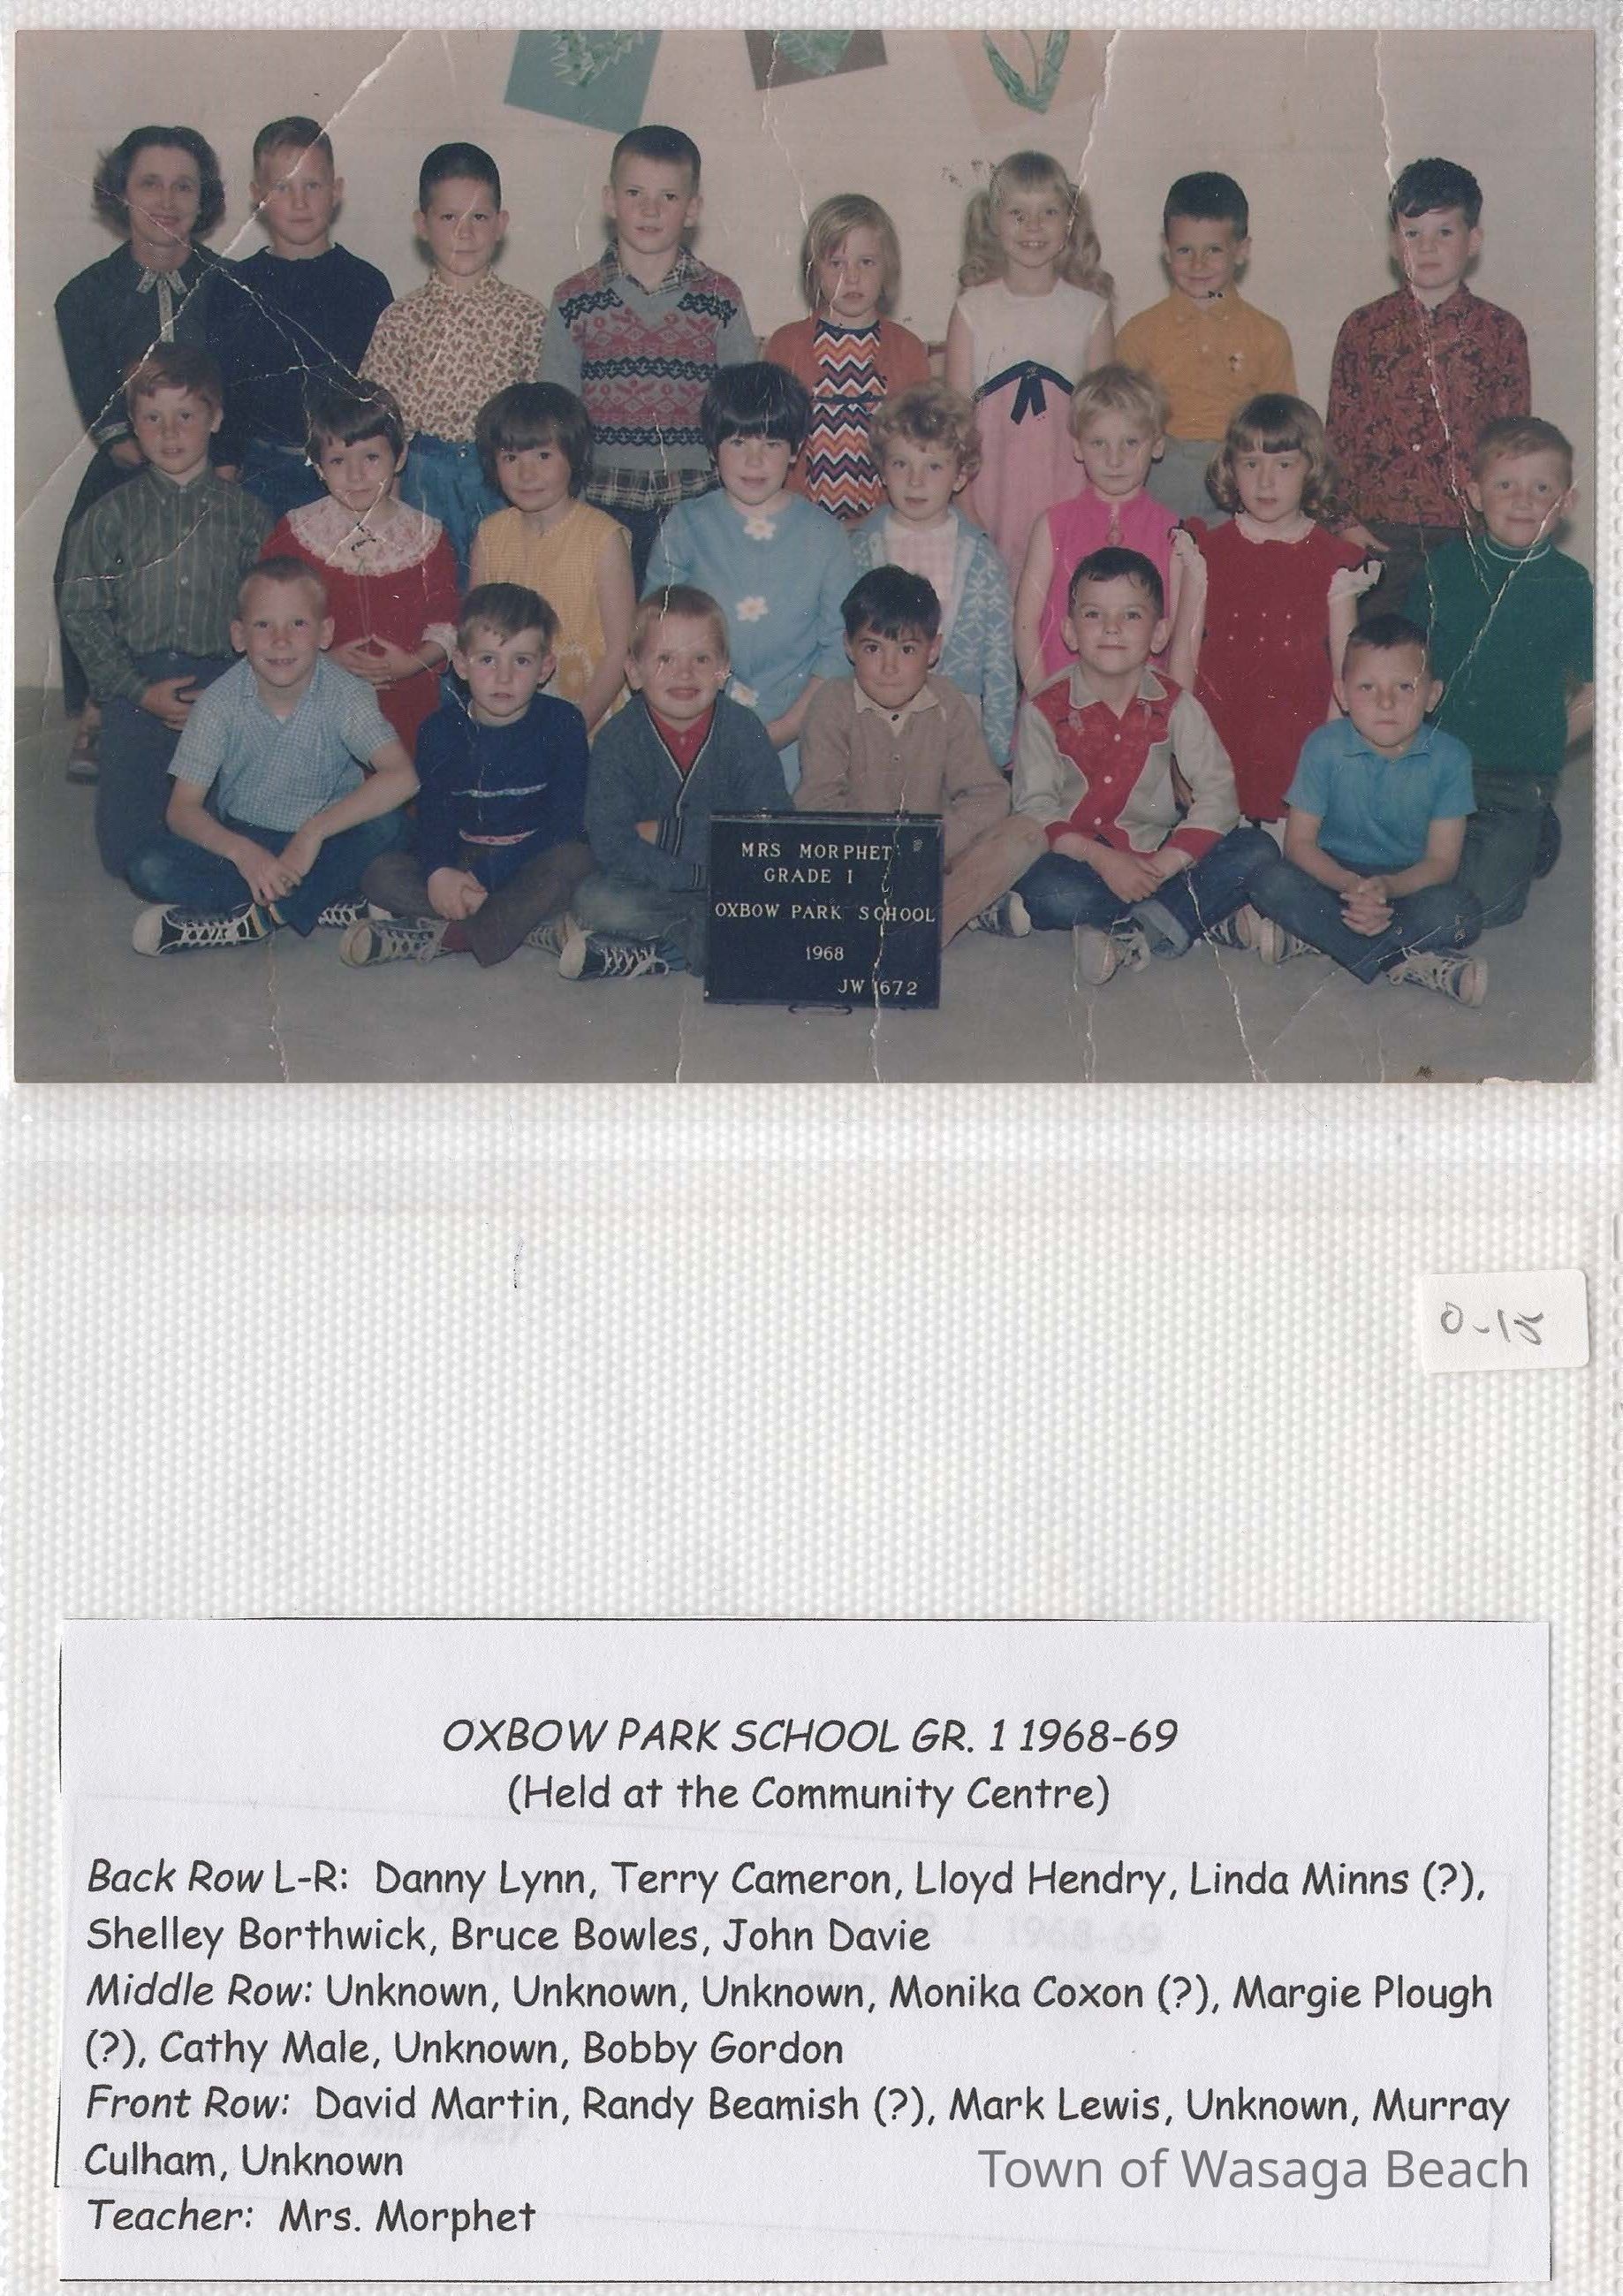 MRS MORPHET
GRADE 1
OXBOW PARK SCHOOL
1968
JW 1672
0-15
OXBOW PARK SCHOOL GR. 1 1968-69
(Held at the Community Centre)
Back Row L-R: Danny Lynn, Terry Cameron, Lloyd Hendry, Linda Minns (?),
Shelley Borthwick, Bruce Bowles, John Davie
Middle Row: Unknown, Unknown, Unknown, Monika Coxon (?), Margie Plough
(?), Cathy Male, Unknown, Bobby Gordon
Front Row: David Martin, Randy Beamish (?), Mark Lewis, Unknown, Murray
Culham, Unknown
Town of Wasaga Beach
Teacher: Mrs. Morphet